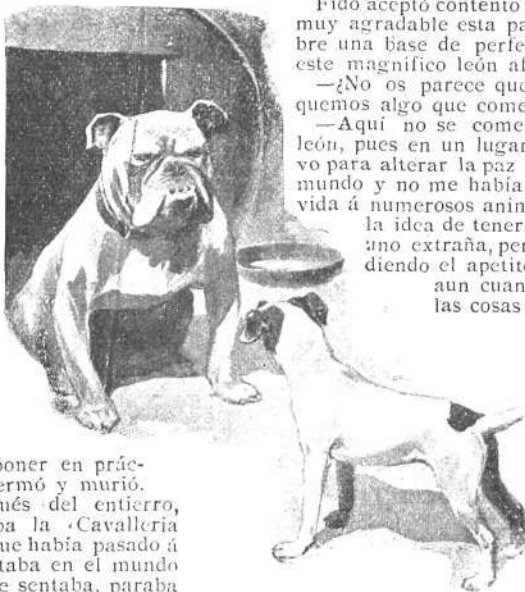 Fido aceptó contento
muy agradable esta pa
bre una base de perfe
este magnífico león af
—¿No os parece que
quemos algo que come
—Aquí no se come
león, pues en un lugar
vo para alterar la paz
mundo y no me había
vida á numerosos anin
la idea de tener
uno extraña, per
diendo el apetito
aun cuan
las cosas
poner en prác-
ermó y murió.
ués del entierro,
ba la «Cavalleria
ue había pasado á
taba en el mundo
e sentaba, paraba